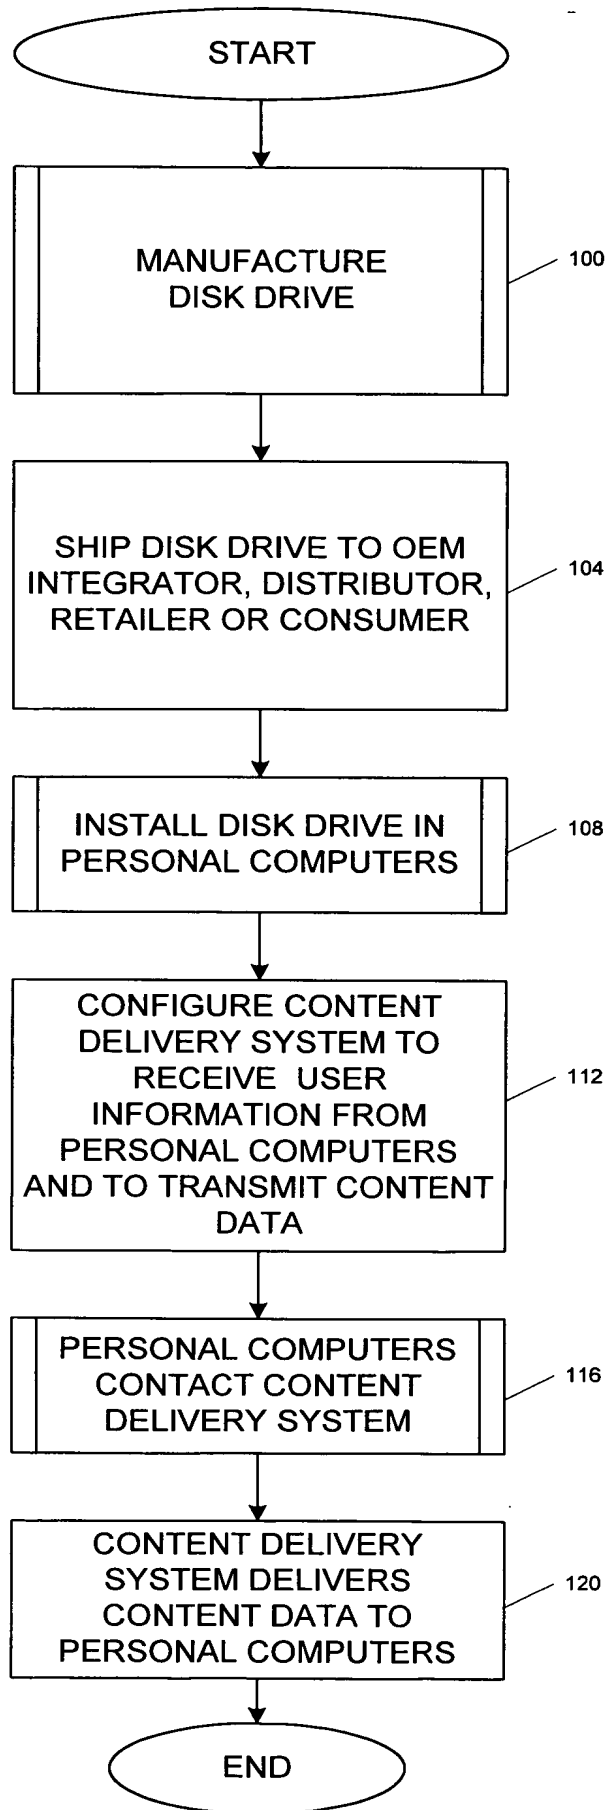 START
MANUFACTURE
DISK DRIVE
100
SHIP DISK DRIVE TO OEM
INTEGRATOR, DISTRIBUTOR,
RETAILER OR CONSUMER
104
INSTALL DISK DRIVE IN
PERSONAL COMPUTERS
108
CONFIGURE CONTENT
DELIVERY SYSTEM TO
RECEIVE USER
INFORMATION FROM
PERSONAL COMPUTERS
AND TO TRANSMIT CONTENT
DATA
112
PERSONAL COMPUTERS
CONTACT CONTENT
DELIVERY SYSTEM
116
CONTENT DELIVERY
SYSTEM DELIVERS
CONTENT DATA TO
PERSONAL COMPUTERS
120
END